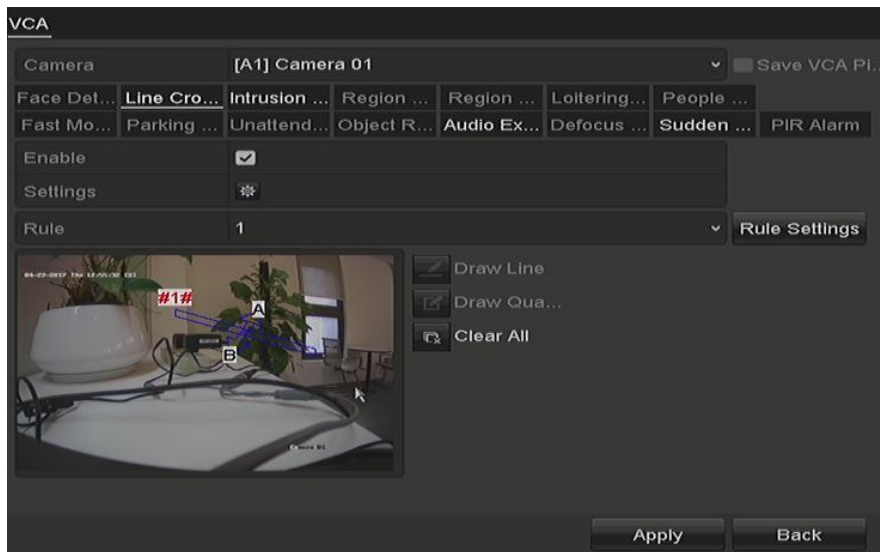 VCA
Camera [A1] Camera 01 Save VCA Pi..
Face Det... Line Cro... Intrusion ... Region ... Region ... Loitering... People ...
Fast Mo... Parking ... Unattend... Object R... Audio Ex... Defocus ... Sudden ... PIR Alarm
Enable
Settings
Rule 1 Rule Settings
#1#
A
B
Camera 01
Draw Line
Draw Qua...
Clear All
Apply Back